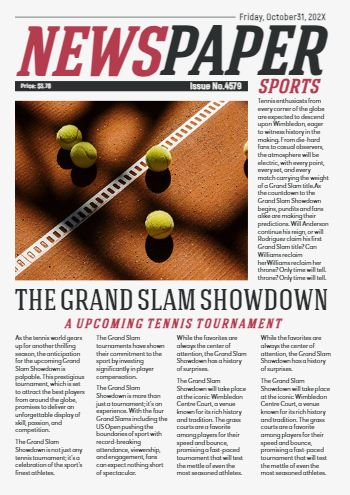 Friday, October31, 202X
NEWSPAPER
Price: $5.78
Issue No.4579
SPORTS
Tennis enthusiasts from
every corner of the globe
are expected to descend
upon Wimbledon, eager
to witness history in the
making. From die-hard
fans to casual observers,
the atmosphere will be
electric, with every point,
every set, and every
match carrying the weight
of a Grand Slam title.As
the countdown to the
Grand Slam Showdown
begins, pundits and fans
alike are making their
predictions. Will Anderson
continue his reign, or will
Rodriguez claim his first
Grand Slam title? Can
Williams reclaim
herWilliams reclaim her
throne? Only time will tell.
throne? Only time will tell.
THE GRAND SLAM SHOWDOWN
A UPCOMING TENNIS TOURNAMENT
As the tennis world gears
up for another thrilling
season, the anticipation
for the upcoming Grand
Slam Showdown is
palpable. This prestigious
tournament, which is set
to attract the best players
from around the globe,
promises to deliver an
unforgettable display of
skill, passion, and
competition.
The Grand Slam
Showdown is not just any
tennis tournament; it's a
celebration of the sport's
finest athletes.
The Grand Slam
tournaments have shown
their commitment to the
sport by investing
significantly in player
compensation.
The Grand Slam
Showdown is more than
just a tournament; it's an
experience. With the four
Grand Slams including the
US Open pushing the
boundaries of sport with
record-breaking
attendance, viewership,
and engagement, fans
can expect nothing short
of spectacular.
While the favorites are
always the center of
attention, the Grand Slam
Showdown has a history
of surprises.
The Grand Slam
Showdown will take place
at the iconic Wimbledon
Centre Court, a venue
known for its rich history
and tradition. The grass
courts are a favorite
among players for their
speed and bounce,
promising a fast-paced
tournament that will test
the mettle of even the
most seasoned athletes.
While the favorites are
always the center of
attention, the Grand Slam
Showdown has a history
of surprises.
The Grand Slam
Showdown will take place
at the iconic Wimbledon
Centre Court, a venue
known for its rich history
and tradition. The grass
courts are a favorite
among players for their
speed and bounce,
promising a fast-paced
tournament that will test
the mettle of even the
most seasoned athletes.